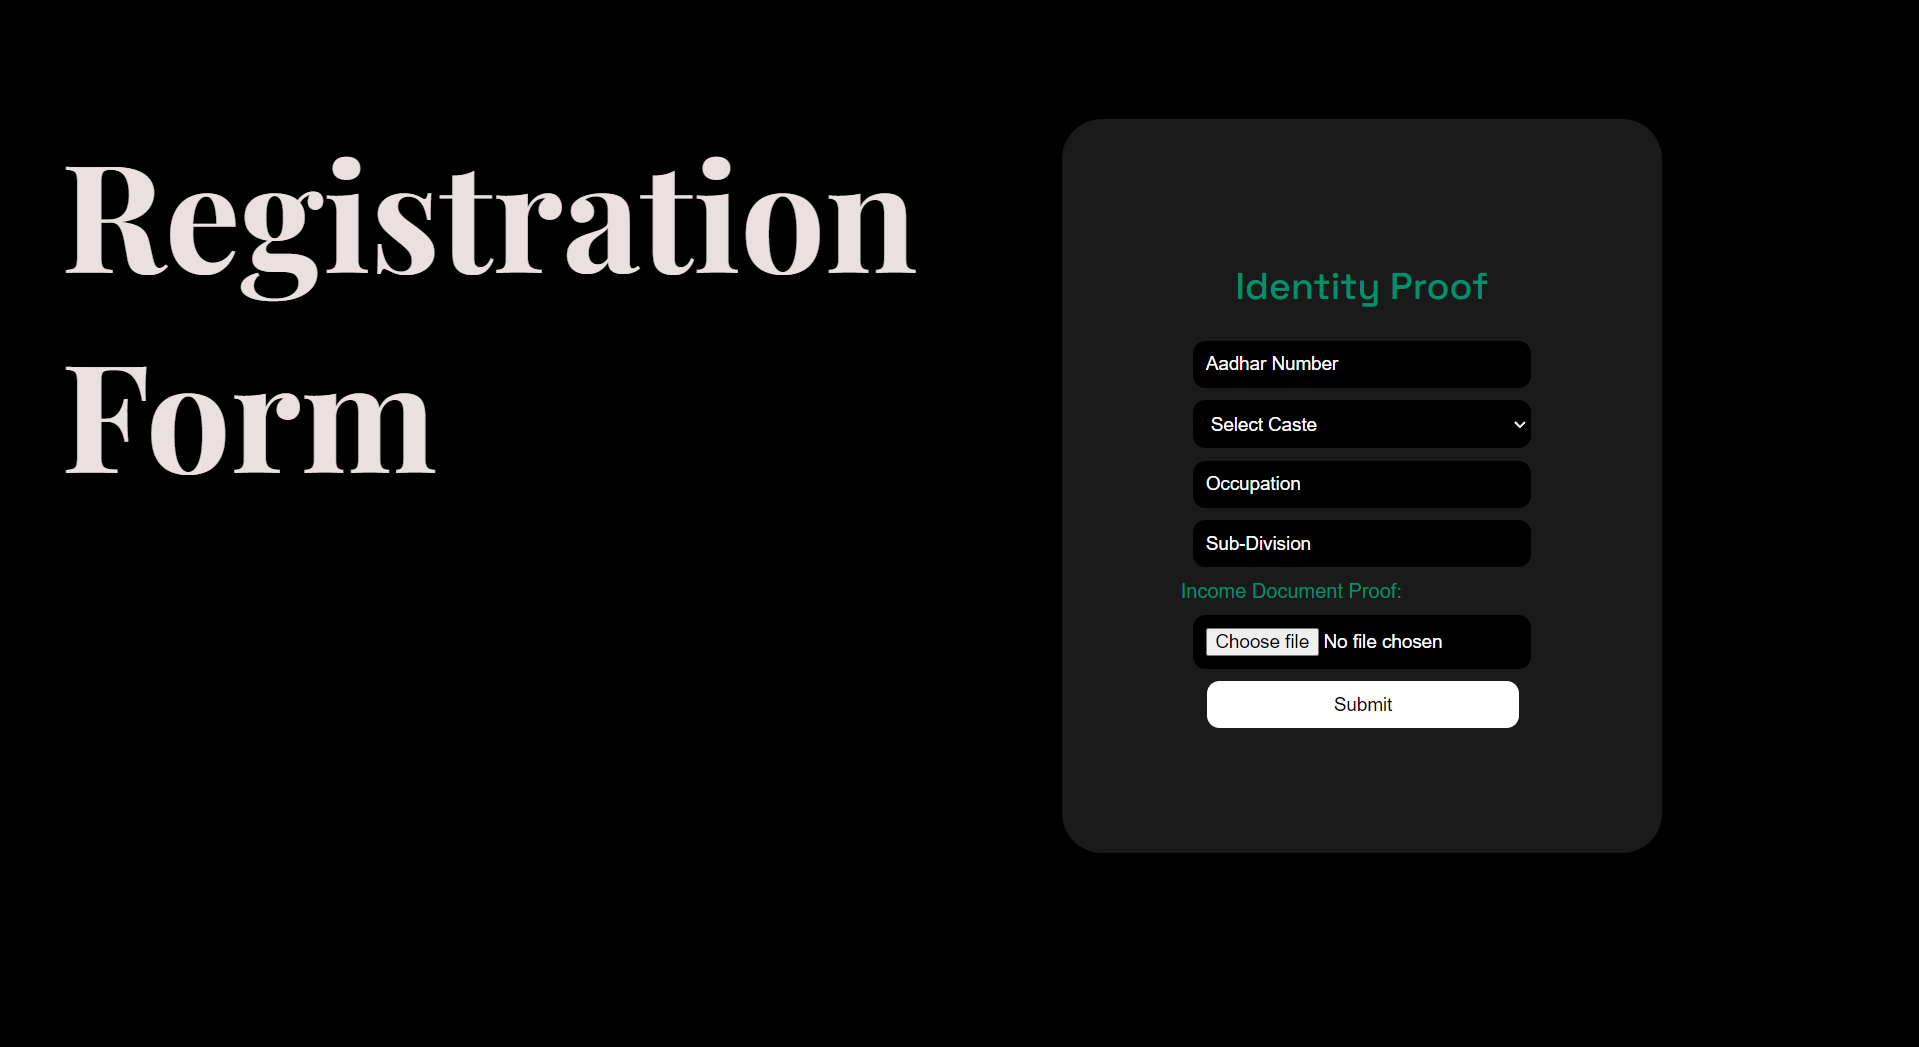 Registration
Form
Identity Proof
Aadhar Number
Select Caste
Occupation
Sub-Division
Income Document Proof:
Choose file No file chosen
Submit